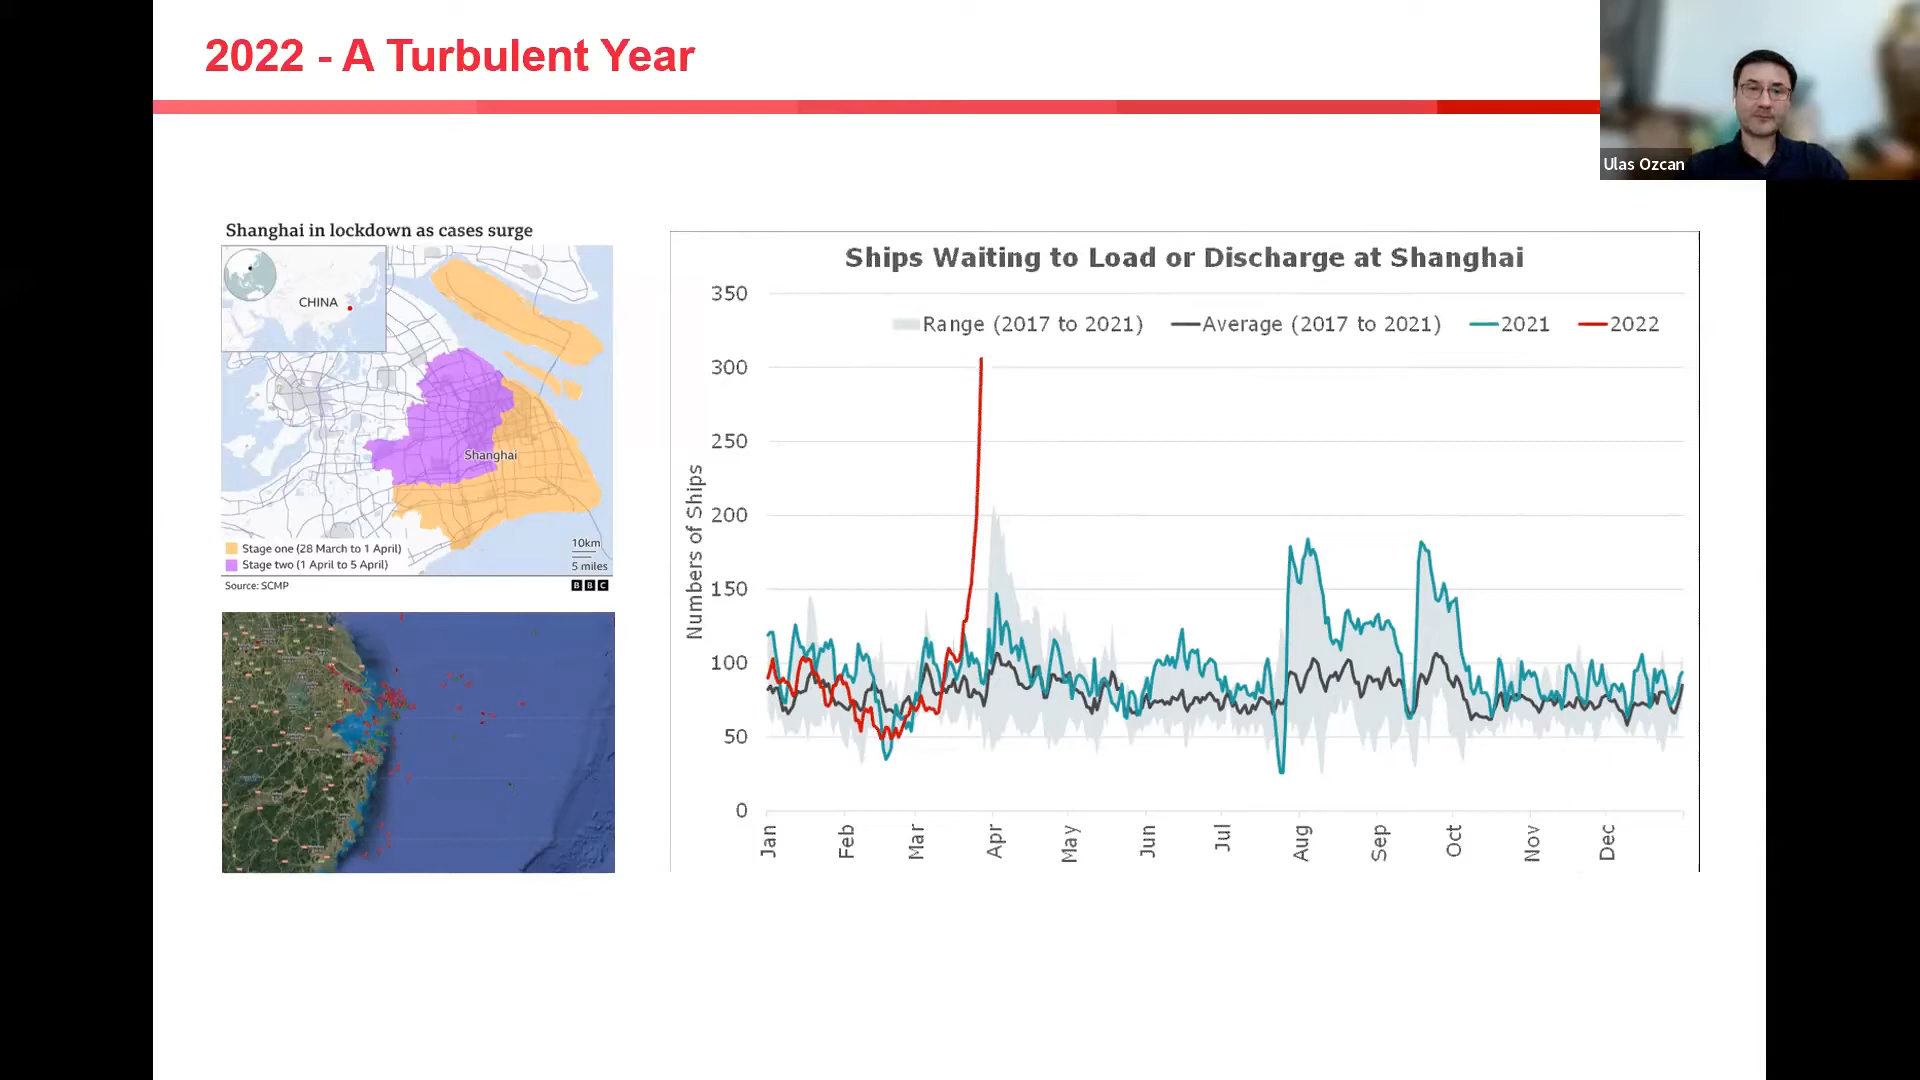 2022 - A Turbulent Year
Ulas Ozcan
Shanghai in lockdown as cases surge
CHINA
Shanghai
Stage one (28 March to 1 April)
Stage two (1 April to 5 April)
10km
5 miles
Source: SCMP
BBC
Ships Waiting to Load or Discharge at Shanghai
Range (2017 to 2021)
Average (2017 to 2021)
2021
2022
Numbers of Ships
350
300
250
200
150
100
50
0
Jan
Feb
Mar
Apr
May
Jun
Jul
Aug
Sep
Oct
Nov
Dec